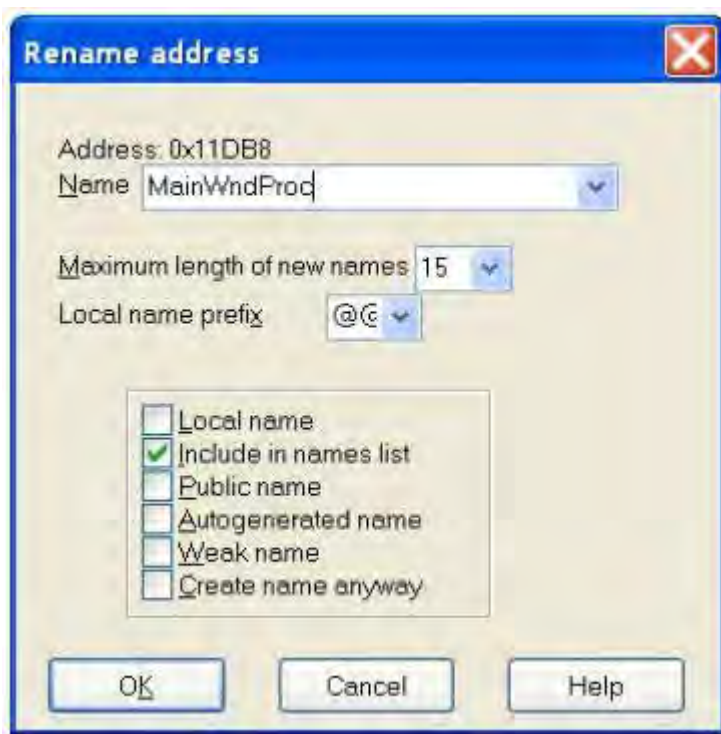 Rename address
Address: 0x11DB8
Name MainWndProc
Maximum length of new names 15
Local name prefix @@
Local name
Include in names list
Public name
Autogenerated name
Weak name
Create name anyway
OK Cancel Help